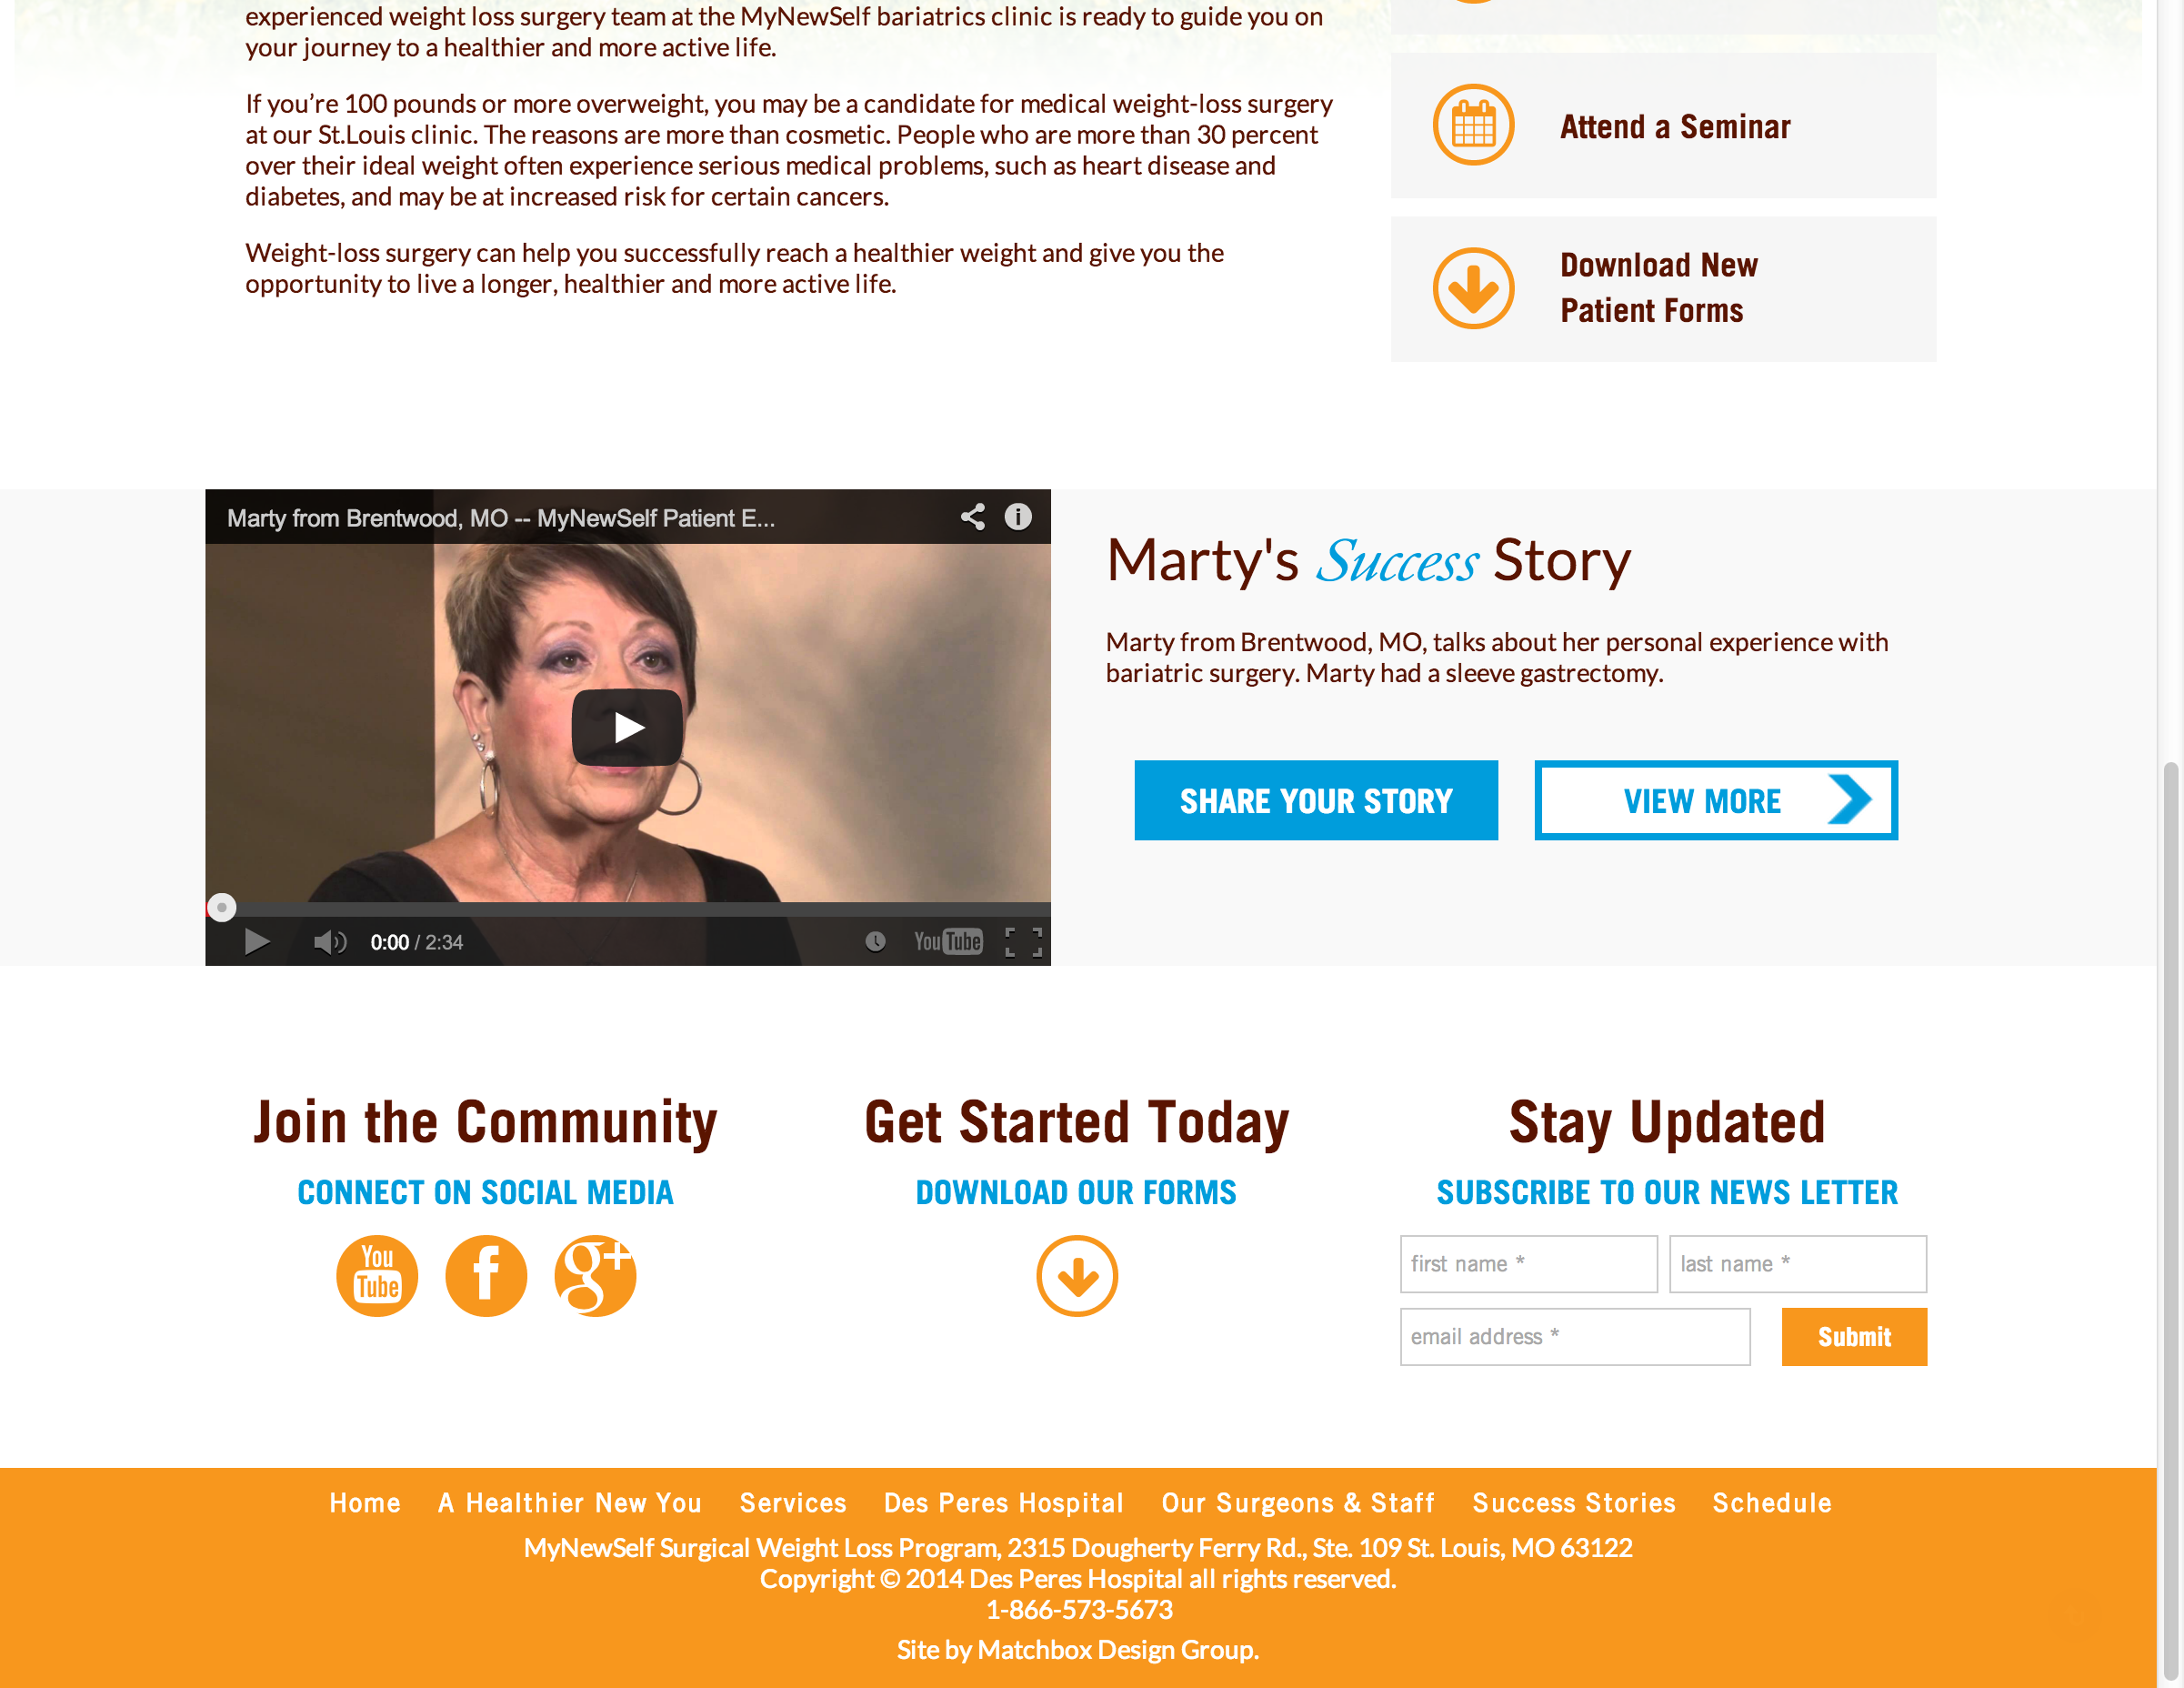 experienced weight loss surgery team at the MyNewSelf bariatrics clinic is ready to guide you on
your journey to a healthier and more active life.
If you’re 100 pounds or more overweight, you may be a candidate for medical weight-loss surgery
at our St.Louis clinic. The reasons are more than cosmetic. People who are more than 30 percent
over their ideal weight often experience serious medical problems, such as heart disease and
diabetes, and may be at increased risk for certain cancers.
Weight-loss surgery can help you successfully reach a healthier weight and give you the
opportunity to live a longer, healthier and more active life.
Attend a Seminar
Download New
Patient Forms
Marty from Brentwood, MO -- MyNewSelf Patient E...
0:00 / 2:34
YouTube
Marty's Success Story
Marty from Brentwood, MO, talks about her personal experience with
bariatric surgery. Marty had a sleeve gastrectomy.
SHARE YOUR STORY
VIEW MORE
Join the Community
CONNECT ON SOCIAL MEDIA
You
Tube
f
g+
Get Started Today
DOWNLOAD OUR FORMS
Stay Updated
SUBSCRIBE TO OUR NEWS LETTER
first name *
last name *
email address *
Submit
Home A Healthier New You Services Des Peres Hospital Our Surgeons & Staff Success Stories Schedule
MyNewSelf Surgical Weight Loss Program, 2315 Dougherty Ferry Rd., Ste. 109 St. Louis, MO 63122
Copyright © 2014 Des Peres Hospital all rights reserved.
1-866-573-5673
Site by Matchbox Design Group.